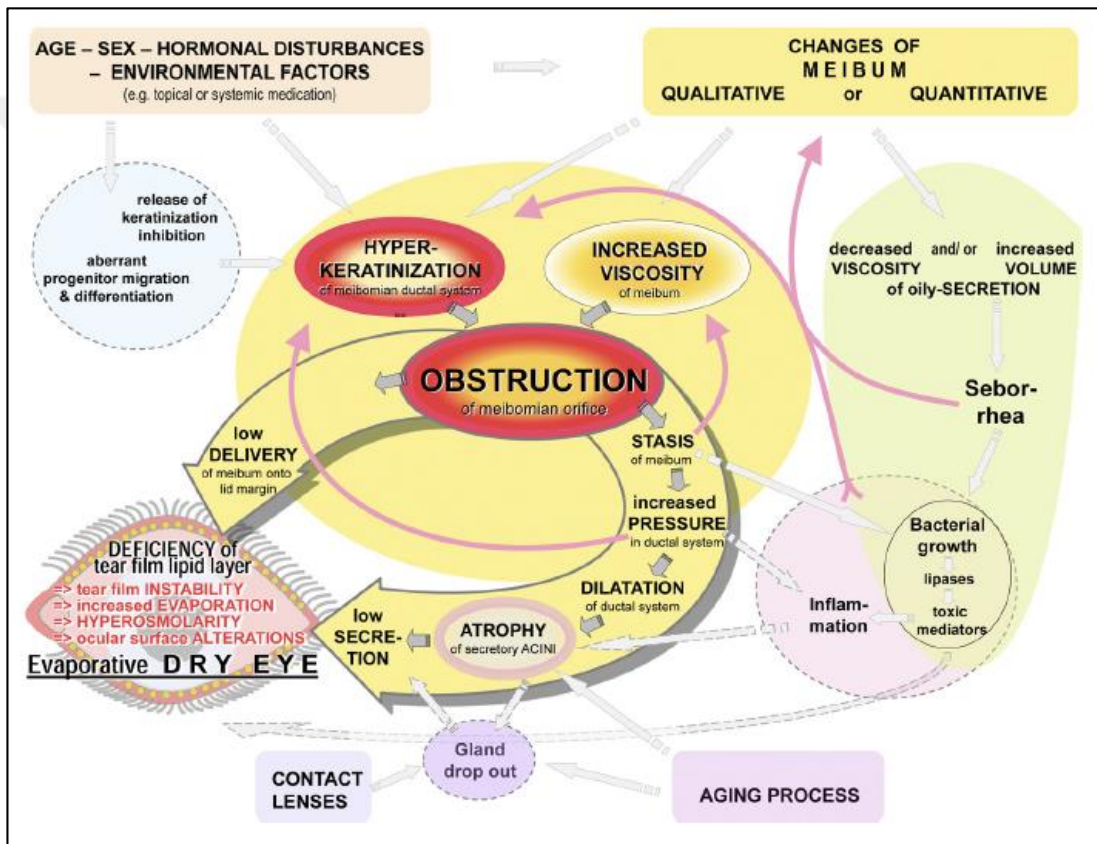 AGE – SEX – HORMONAL DISTURBANCES
– ENVIRONMENTAL FACTORS
(e.g. topical or systemic medication)
CHANGES OF
MEIBUM
QUALITATIVE or QUANTITATIVE
release of
keratinization
inhibition
aberrant
progenitor migration
& differentiation
HYPER-
KERATINIZATION
of meibomian ductal system
INCREASED
VISCOSITY
of meibum
decreased and/ or increased
VISCOSITY VOLUME
of oily-SECRETION
OBSTRUCTION
of meibomian orifice
Sebor-
rhea
low
DELIVERY
of meibum onto
lid margin
STASIS
of meibum
increased
PRESSURE
in ductal system
DILATATION
of ductal system
Bacterial
growth
lipases
toxic
mediators
Inflam-
mation
DEFICIENCY of
tear film lipid layer
=> tear film INSTABILITY
=> increased EVAPORATION
=> HYPEROSMOLARITY
=> ocular surface ALTERATIONS
Evaporative DRY EYE
low
SECRE-
TION
ATROPHY
of secretory ACINI
Gland
drop out
CONTACT
LENSES
AGING PROCESS